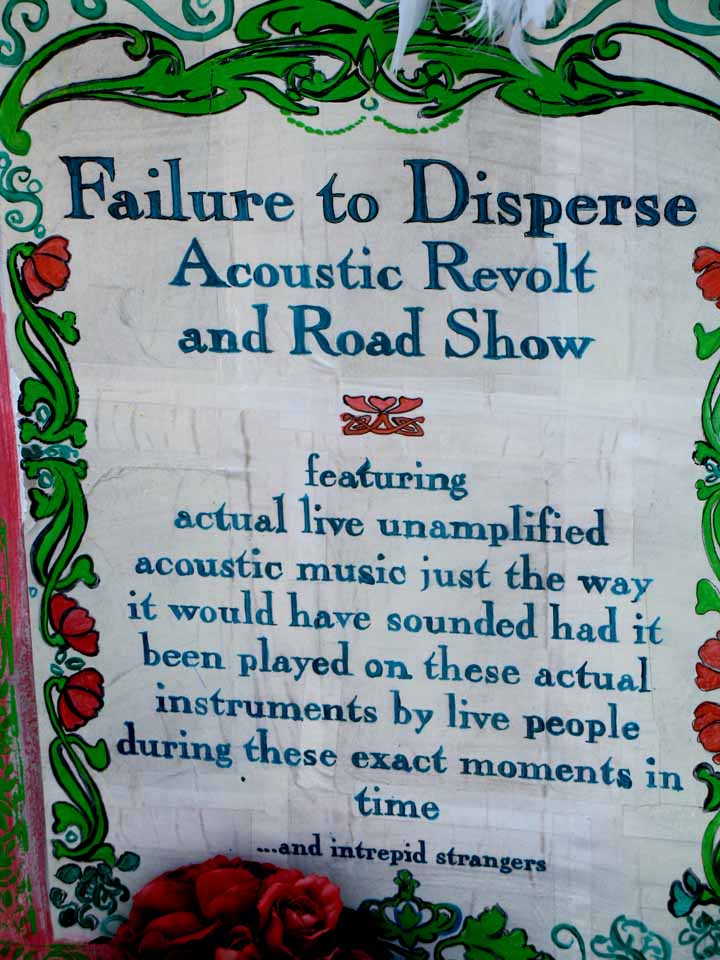 Failure to Disperse
Acoustic Revolt
and Road Show
featuring
actual live unamplified
acoustic music just the way
it would have sounded had it
been played on these actual
instruments by live people
during these exact moments in
time
...and intrepid strangers